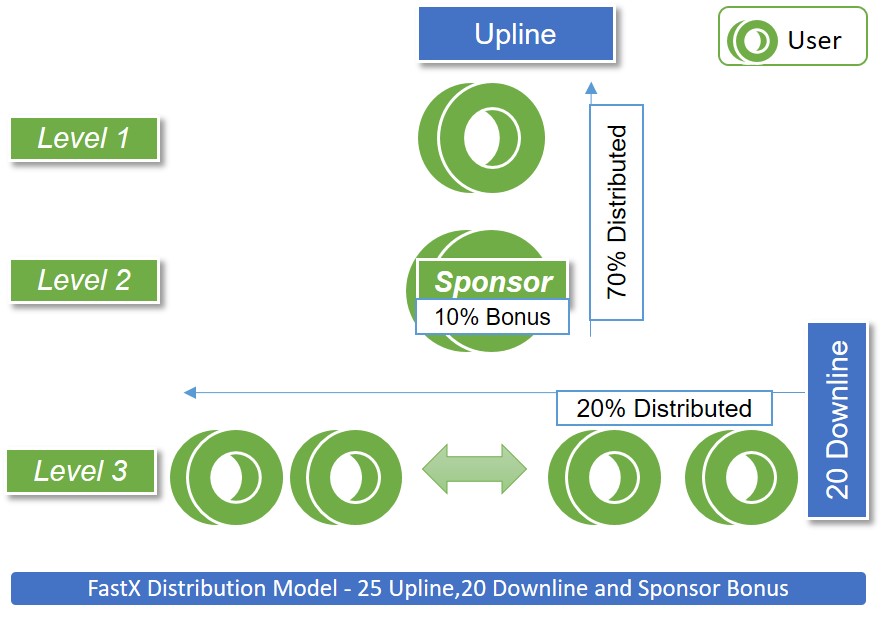 Upline
User
Level 1
70% Distributed
Level 2
Sponsor
10% Bonus
20% Distributed
20 Downline
Level 3
FastX Distribution Model - 25 Upline,20 Downline and Sponsor Bonus